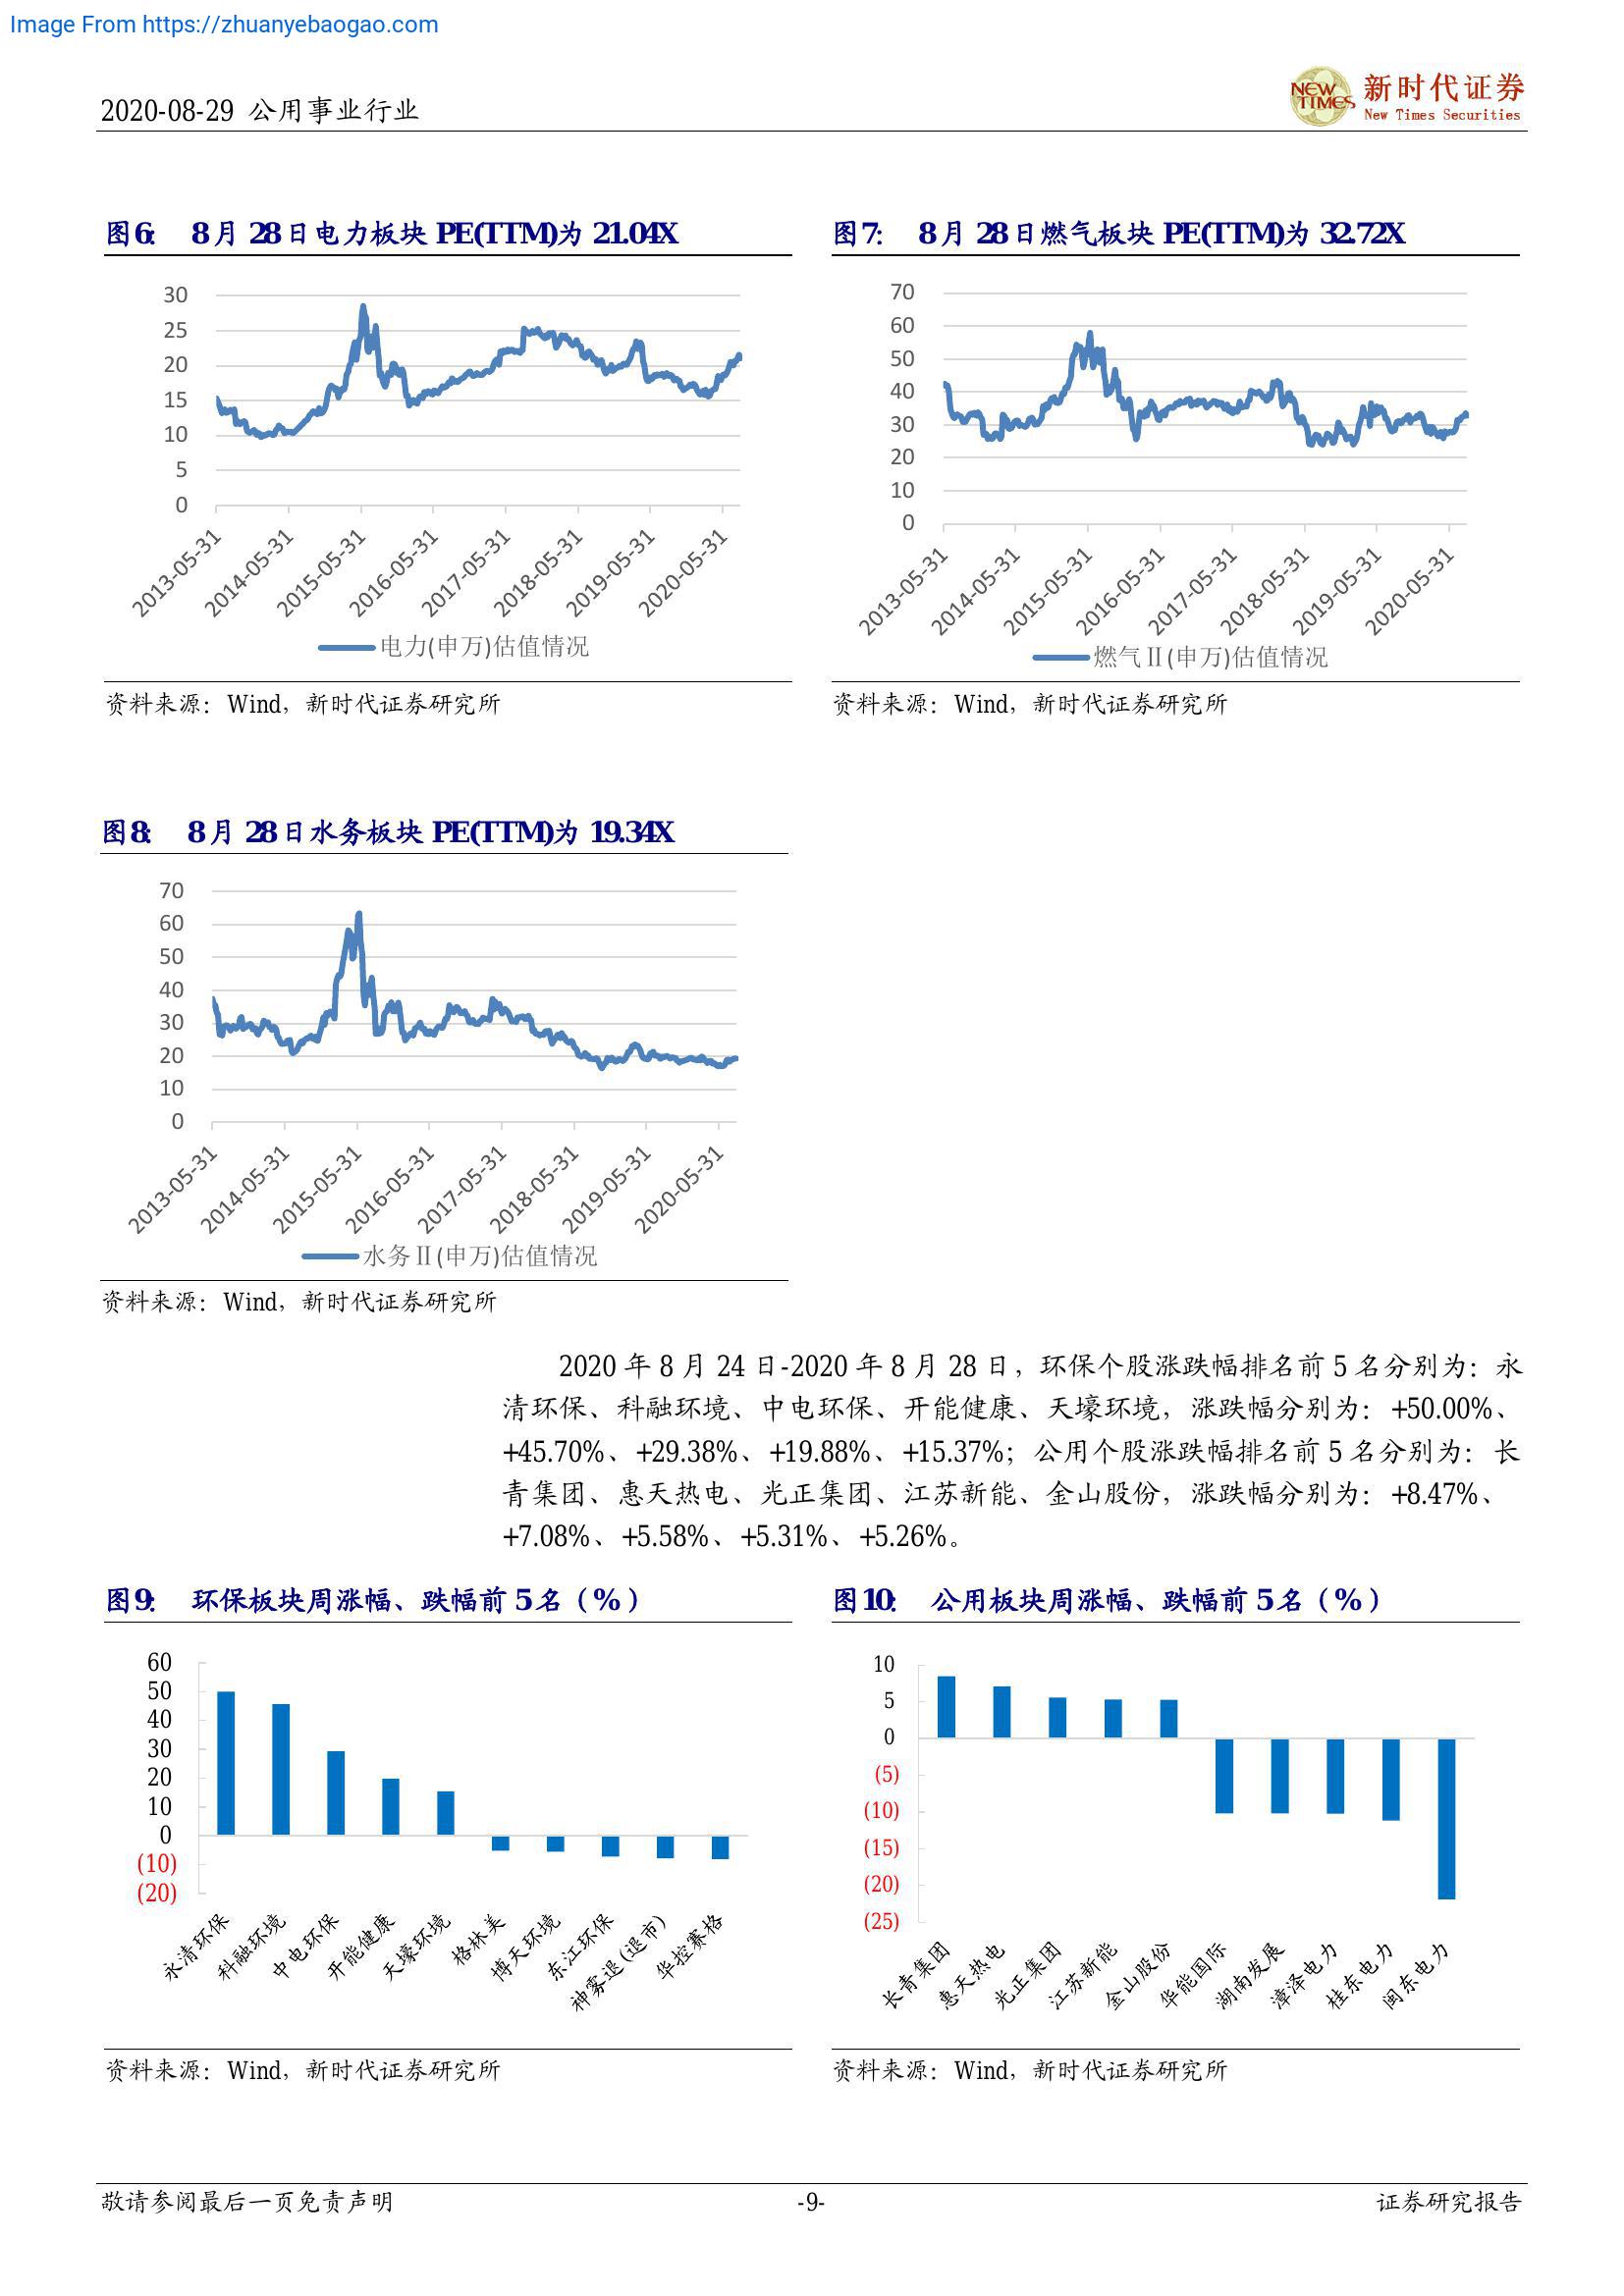 Image From https://zhuanyebaogao.com
2020-08-29 公用事业行业
NEW TIMES
新时代证券
New Times Securities
图6: 8月28日电力板块 PE(TTM)为 21.04X
30
25
20
15
10
5
0
2013-05-31
2014-05-31
2015-05-31
2016-05-31
2017-05-31
2018-05-31
2019-05-31
2020-05-31
电力(申万)估值情况
资料来源：Wind，新时代证券研究所
图7: 8月28日燃气板块 PE(TTM)为 32.72X
70
60
50
40
30
20
10
0
2013-05-31
2014-05-31
2015-05-31
2016-05-31
2017-05-31
2018-05-31
2019-05-31
2020-05-31
燃气Ⅱ(申万)估值情况
资料来源：Wind，新时代证券研究所
图8: 8月28日水务板块 PE(TTM)为 19.34X
70
60
50
40
30
20
10
0
2013-05-31
2014-05-31
2015-05-31
2016-05-31
2017-05-31
2018-05-31
2019-05-31
2020-05-31
水务Ⅱ(申万)估值情况
资料来源：Wind，新时代证券研究所
2020 年 8 月 24 日-2020 年 8 月 28 日，环保个股涨跌幅排名前 5 名分别为：永
清环保、科融环境、中电环保、开能健康、天壕环境，涨跌幅分别为：+50.00%、
+45.70%、+29.38%、+19.88%、+15.37%；公用个股涨跌幅排名前 5 名分别为：长
青集团、惠天热电、光正集团、江苏新能、金山股份，涨跌幅分别为：+8.47%、
+7.08%、+5.58%、+5.31%、+5.26%。
图9: 环保板块周涨幅、跌幅前 5 名（%）
60
50
40
30
20
10
0
(10)
(20)
永清环保
科融环境
中电环保
开能健康
天壕环境
格林美
博天环境
东江环保
神雾退(退市)
华控赛格
资料来源：Wind，新时代证券研究所
图10: 公用板块周涨幅、跌幅前 5 名（%）
10
5
0
(5)
(10)
(15)
(20)
(25)
长青集团
惠天热电
光正集团
江苏新能
金山股份
华能国际
湖南发展
漳泽电力
桂东电力
闽东电力
资料来源：Wind，新时代证券研究所
敬请参阅最后一页免责声明
-9-
证券研究报告